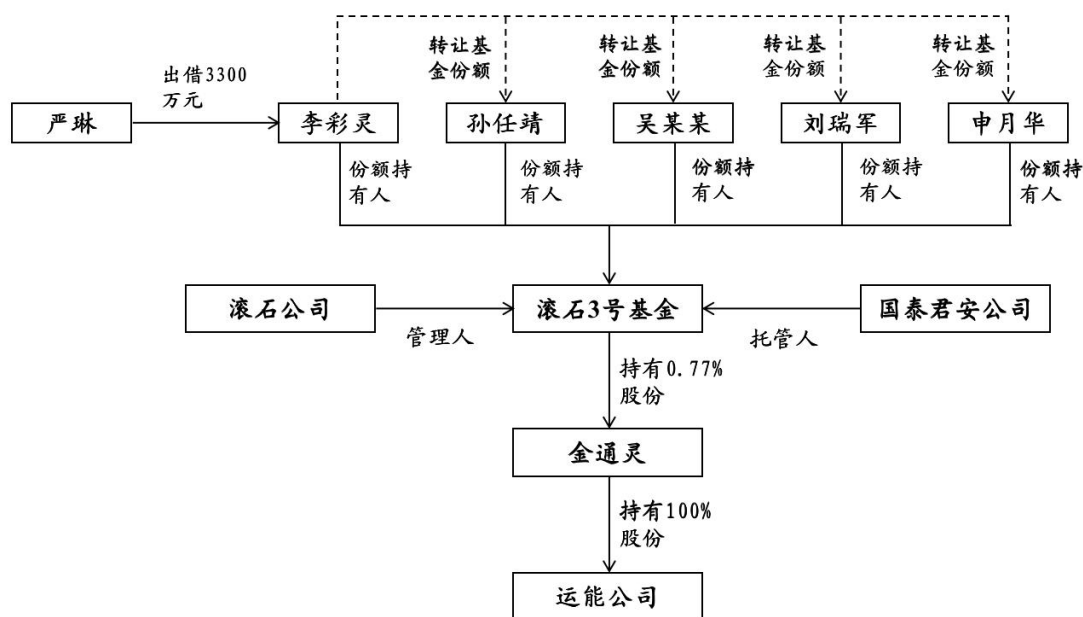 转让基
金份额
转让基
金份额
转让基
金份额
转让基
金份额
出借3300
万元
严琳
李彩灵
孙任靖
吴某某
刘瑞军
申月华
份额持
有人
份额持
有人
份额持
有人
份额持
有人
份额持
有人
滚石公司
滚石3号基金
国泰君安公司
管理人
托管人
持有0.77%
股份
金通灵
持有100%
股份
运能公司